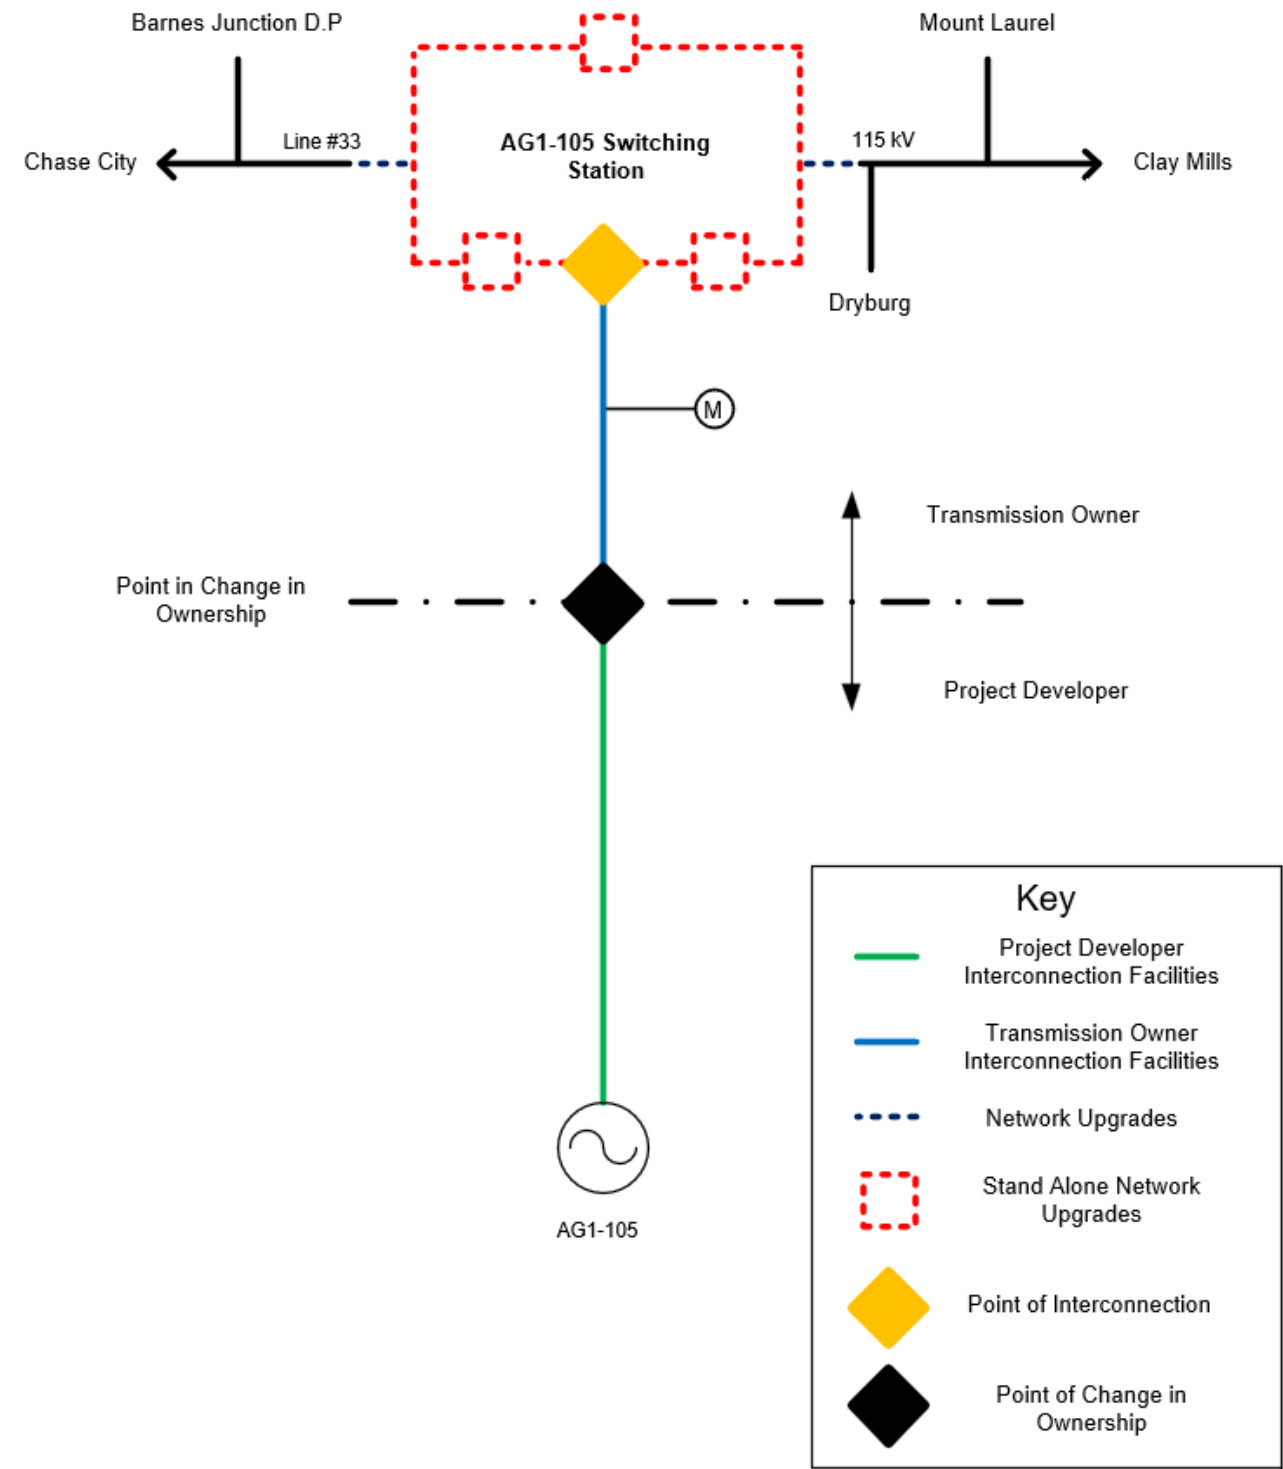 Barnes Junction D.P
Mount Laurel
Line #33
AG1-105 Switching
Station
115 kV
Chase City
Clay Mills
Dryburg
M
Transmission Owner
Point in Change in
Ownership
Project Developer
Key
Project Developer
Interconnection Facilities
Transmission Owner
Interconnection Facilities
Network Upgrades
Stand Alone Network
Upgrades
AG1-105
Point of Interconnection
Point of Change in
Ownership